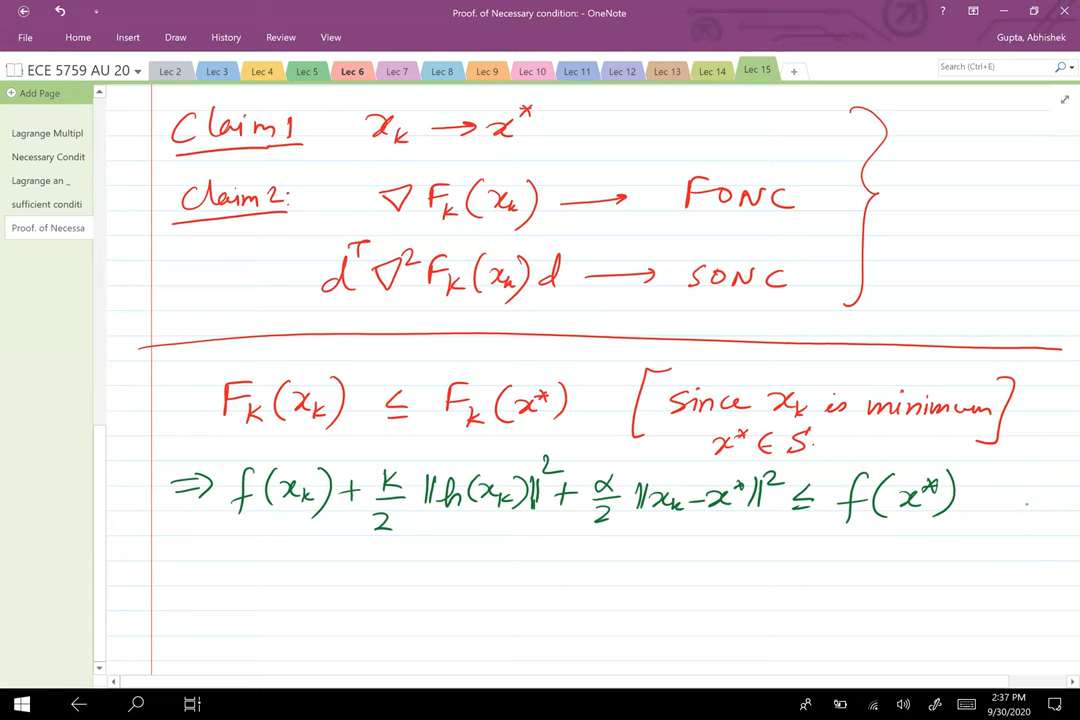 Proof. of Necessary condition: - OneNote
Gupta, Abhishek
File Home Insert Draw History Review View
ECE 5759 AU 20 Lec 2 Lec 3 Lec 4 Lec 5 Lec 6 Lec 7 Lec 8 Lec 9 Lec 10 Lec 11 Lec 12 Lec 13 Lec 14 Lec 15 + Search (Ctrl+E)
Add Page
Lagrange Multipl
Necessary Condit
Lagrange an _
sufficient conditi
Proof. of Necessa
Claim 1 x_k → x*
Claim 2: ∇F_k(x_k) → FONC
d^T ∇² F_k(x_k) d → SONC
F_k(x_k) ≤ F_k(x*) [since x_k is minimum]
x* ∈ S.
⇒ f(x_k) + k/2 ||h(x_k)||² + α/2 ||x_k - x*||² ≤ f(x*)
2:37 PM
9/30/2020